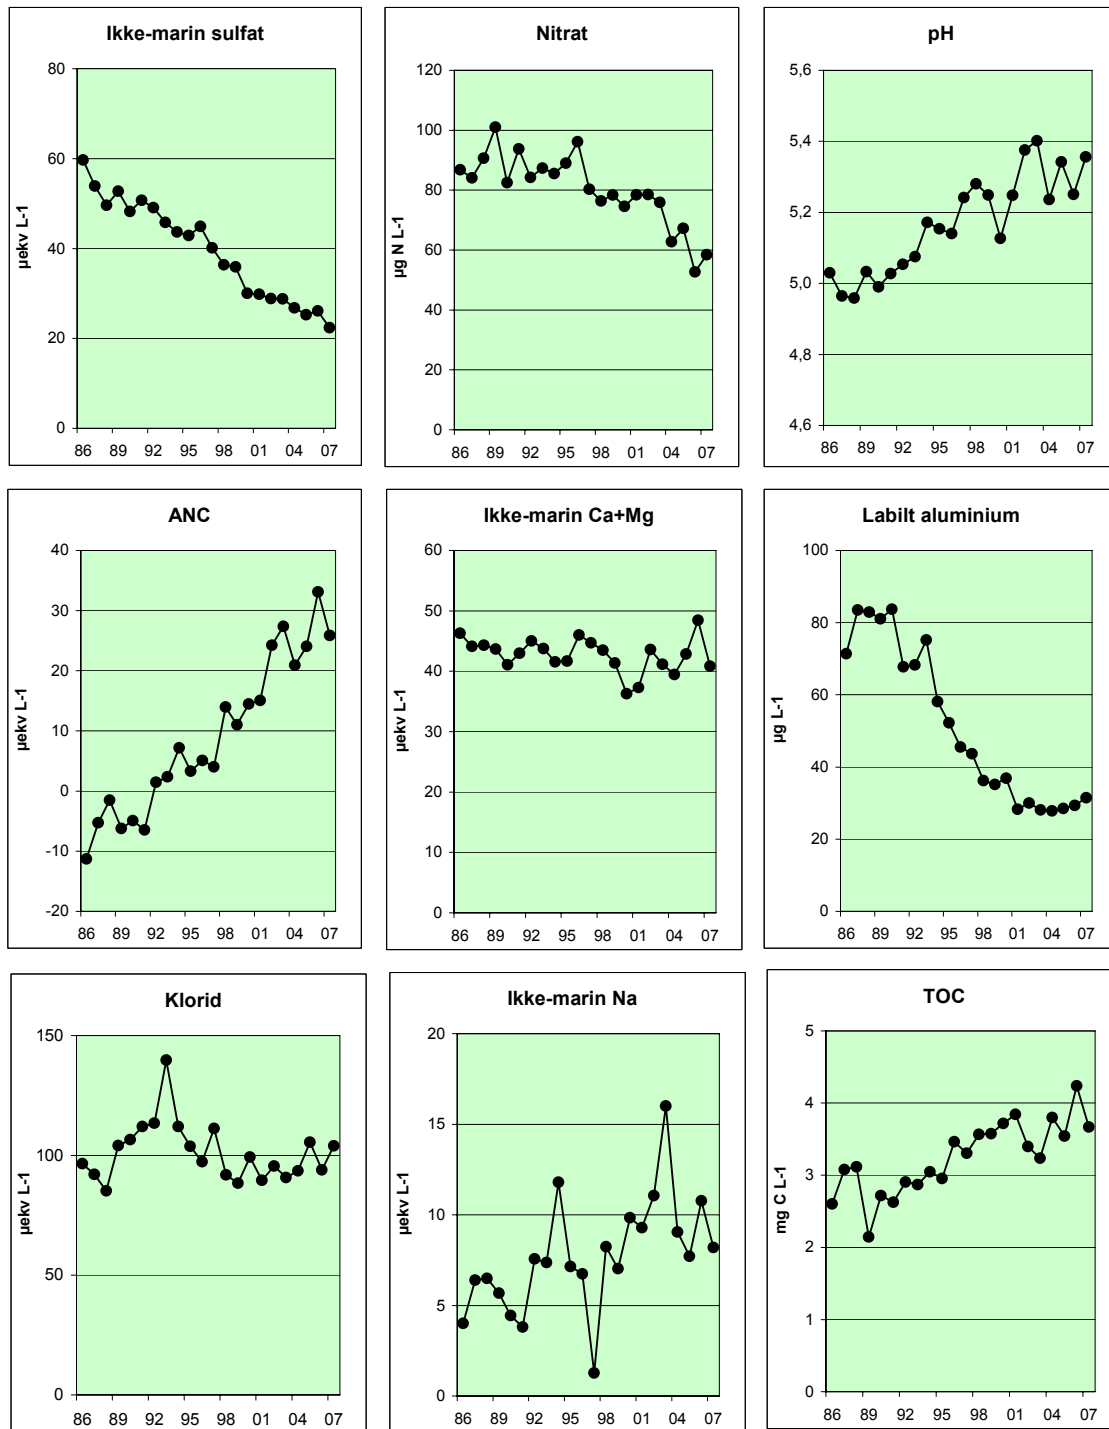 Ikke-marin sulfat
µekv L-1
80
60
40
20
0
86 89 92 95 98 01 04 07
Nitrat
µg N L-1
120
100
80
60
40
20
0
86 89 92 95 98 01 04 07
pH
5,6
5,4
5,2
5,0
4,8
4,6
86 89 92 95 98 01 04 07
ANC
µekv L-1
40
30
20
10
0
-10
-20
86 89 92 95 98 01 04 07
Ikke-marin Ca+Mg
µekv L-1
60
50
40
30
20
10
0
86 89 92 95 98 01 04 07
Labilt aluminium
µg L-1
100
80
60
40
20
0
86 89 92 95 98 01 04 07
Klorid
µekv L-1
150
100
50
0
86 89 92 95 98 01 04 07
Ikke-marin Na
µekv L-1
20
15
10
5
0
86 89 92 95 98 01 04 07
TOC
mg C L-1
5
4
3
2
1
0
86 89 92 95 98 01 04 07